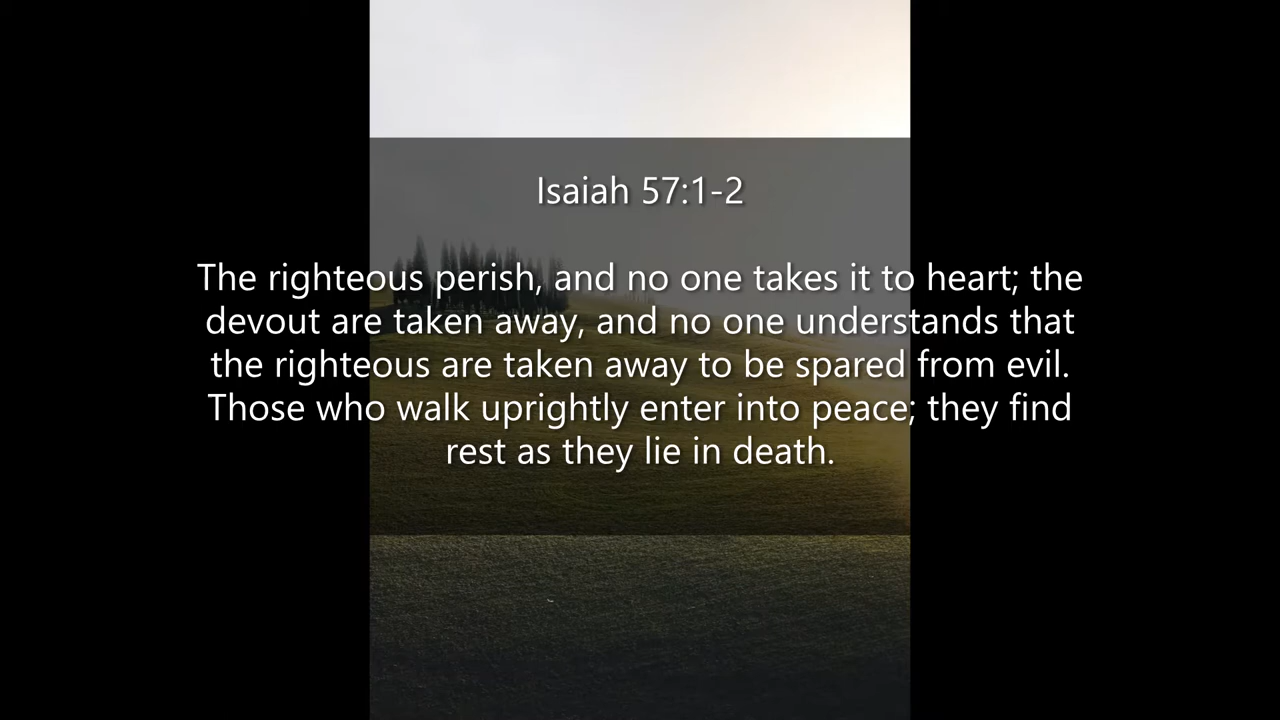 Isaiah 57:1-2
The righteous perish, and no one takes it to heart; the
devout are taken away, and no one understands that
the righteous are taken away to be spared from evil.
Those who walk uprightly enter into peace; they find
rest as they lie in death.